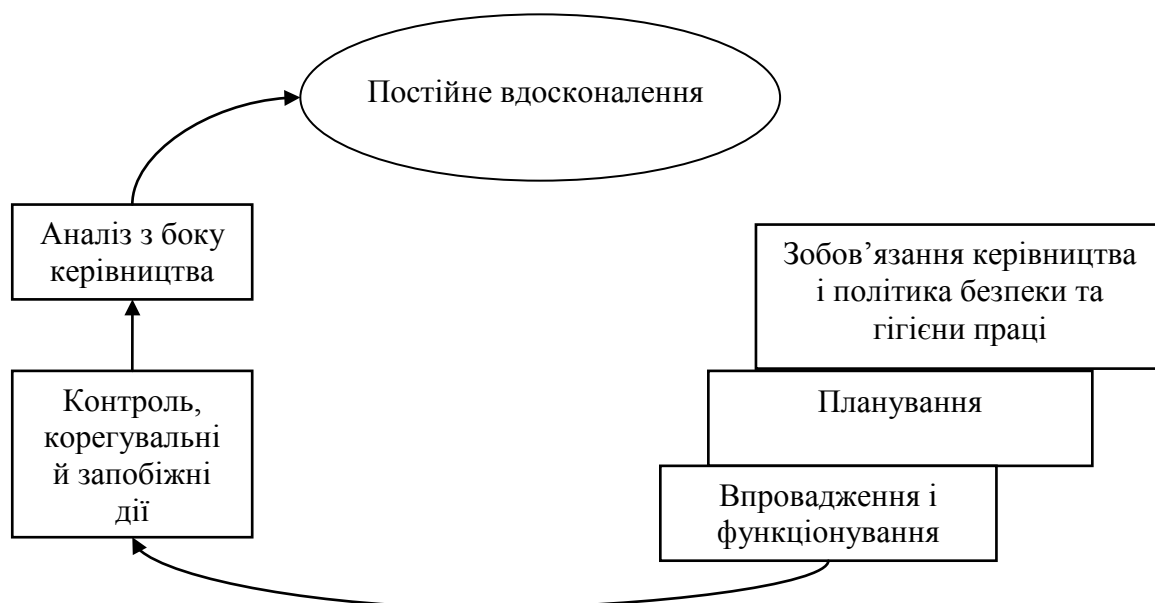 Постійне вдосконалення
Аналіз з боку
керівництва
Зобов’язання керівництва
і політика безпеки та
гігієни праці
Контроль,
корегувальні
й запобіжні
дії
Планування
Впровадження і
функціонування